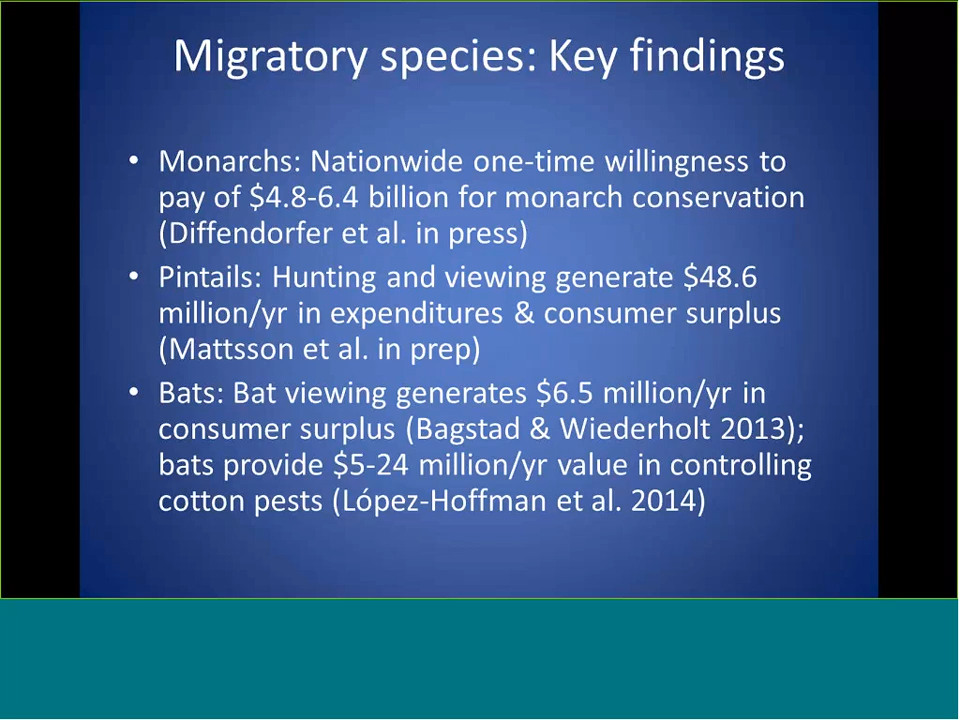 Migratory species: Key findings
• Monarchs: Nationwide one-time willingness to
pay of $4.8-6.4 billion for monarch conservation
(Diffendorfer et al. in press)
• Pintails: Hunting and viewing generate $48.6
million/yr in expenditures & consumer surplus
(Mattsson et al. in prep)
• Bats: Bat viewing generates $6.5 million/yr in
consumer surplus (Bagstad & Wiederholt 2013);
bats provide $5-24 million/yr value in controlling
cotton pests (López-Hoffman et al. 2014)